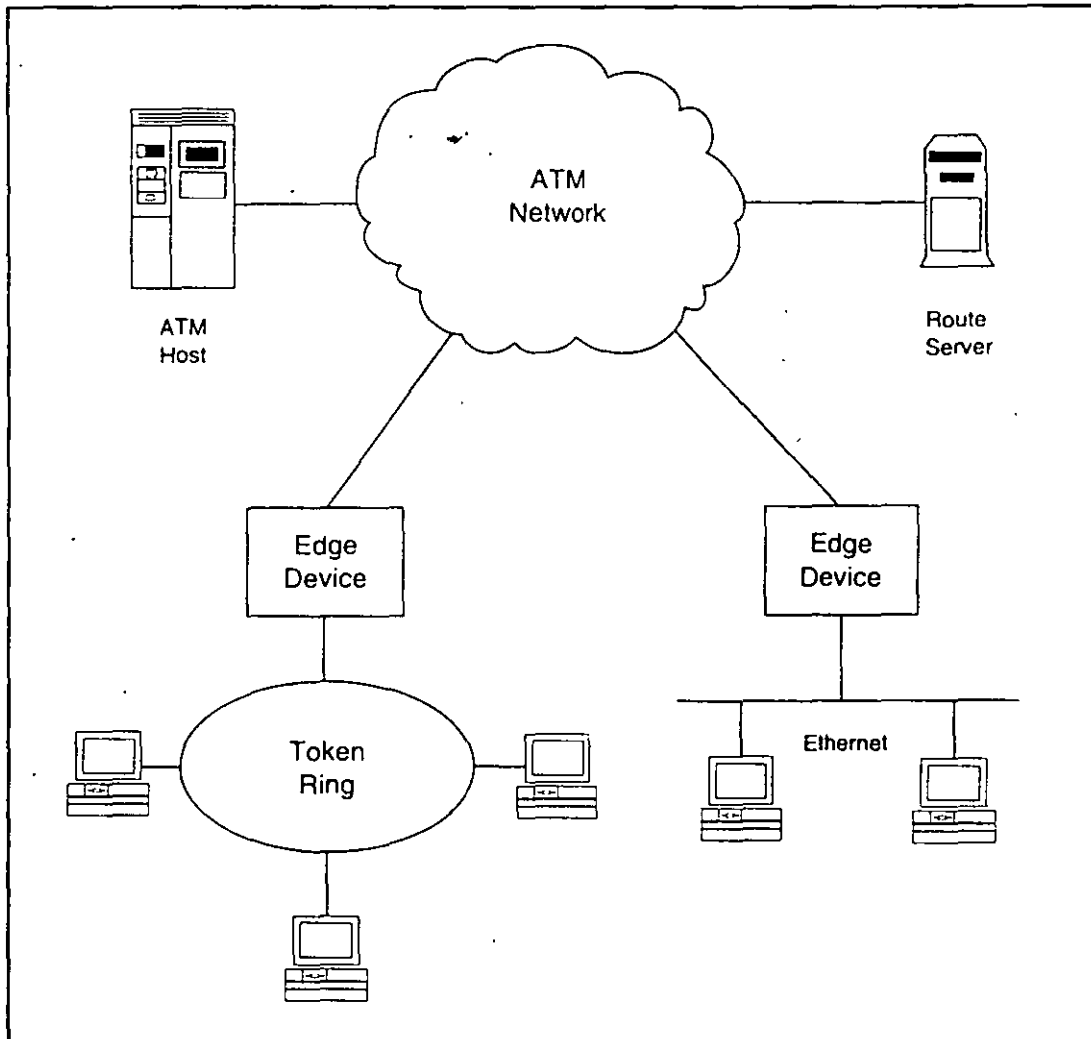 ATM
Network
ATM
Host
Route
Server
Edge
Device
Edge
Device
Token
Ring
Ethernet